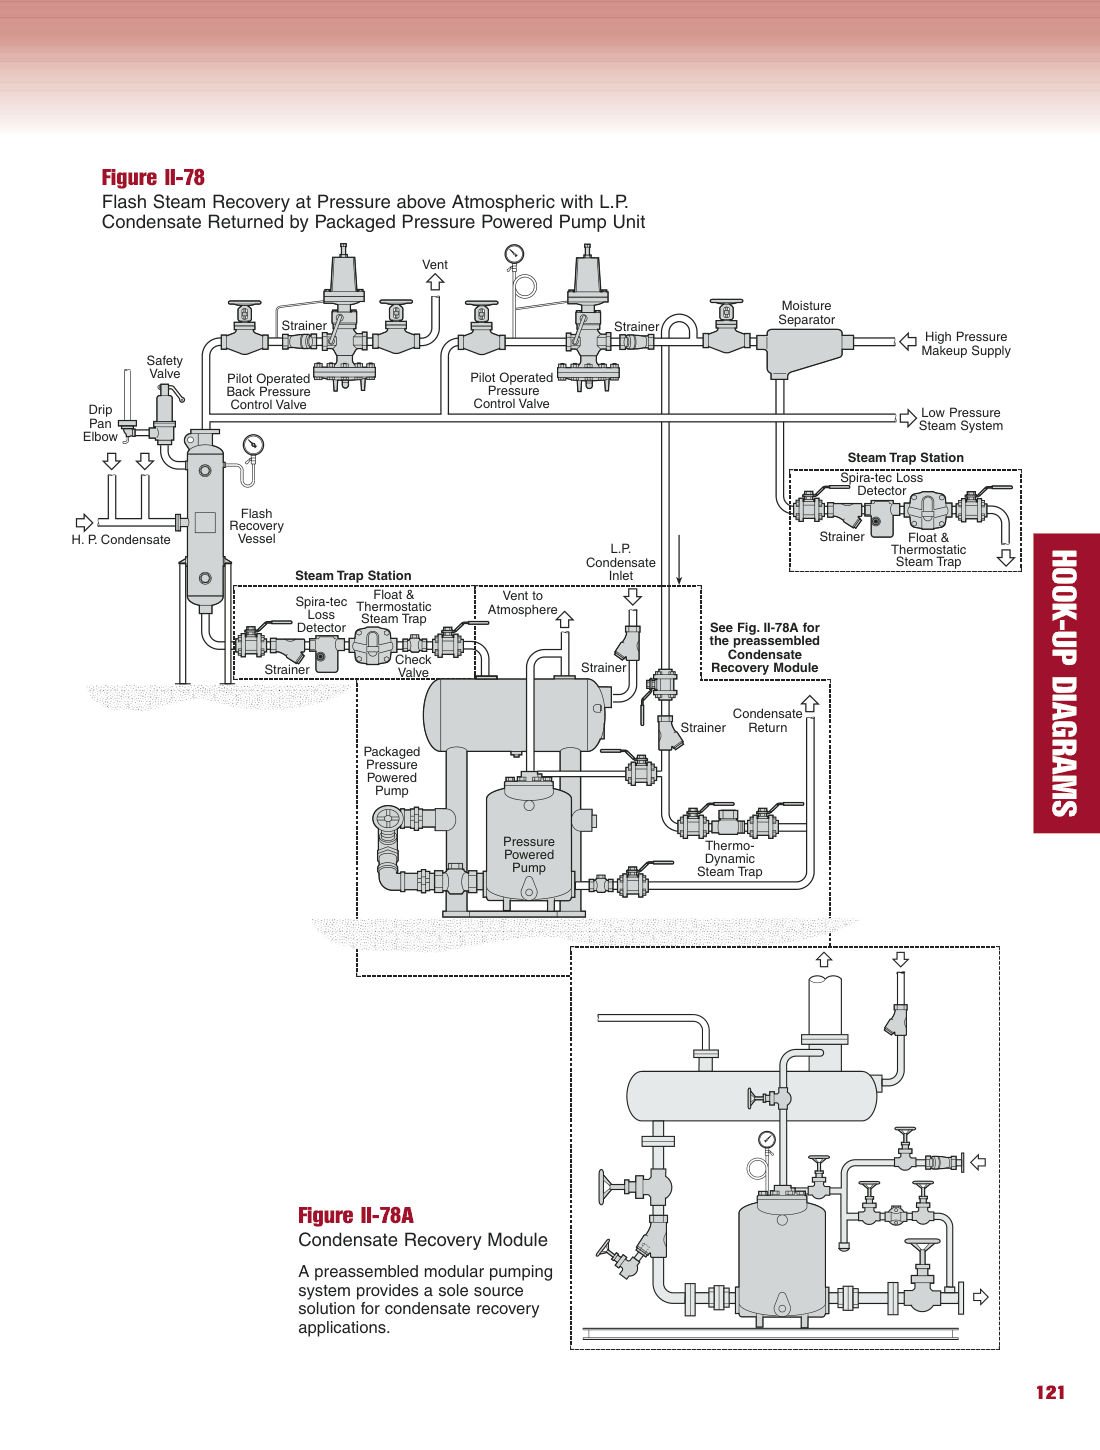 Figure II-78
Flash Steam Recovery at Pressure above Atmospheric with L.P.
Condensate Returned by Packaged Pressure Powered Pump Unit
Vent
Moisture
Separator
Strainer
Strainer
High Pressure
Makeup Supply
Safety
Valve
Pilot Operated
Back Pressure
Control Valve
Pilot Operated
Pressure
Control Valve
Drip
Pan
Elbow
Low Pressure
Steam System
Steam Trap Station
Spira-tec Loss
Detector
Flash
Recovery
Vessel
H. P. Condensate
Strainer
Float &
Thermostatic
Steam Trap
L.P.
Condensate
Inlet
Steam Trap Station
Spira-tec
Loss
Detector
Float &
Thermostatic
Steam Trap
Vent to
Atmosphere
See Fig. II-78A for
the preassembled
Condensate
Recovery Module
Strainer
Check
Valve
Strainer
Condensate
Return
Strainer
Packaged
Pressure
Powered
Pump
Pressure
Powered
Pump
Thermo-
Dynamic
Steam Trap
HOOK-UP DIAGRAMS
Figure II-78A
Condensate Recovery Module
A preassembled modular pumping
system provides a sole source
solution for condensate recovery
applications.
121